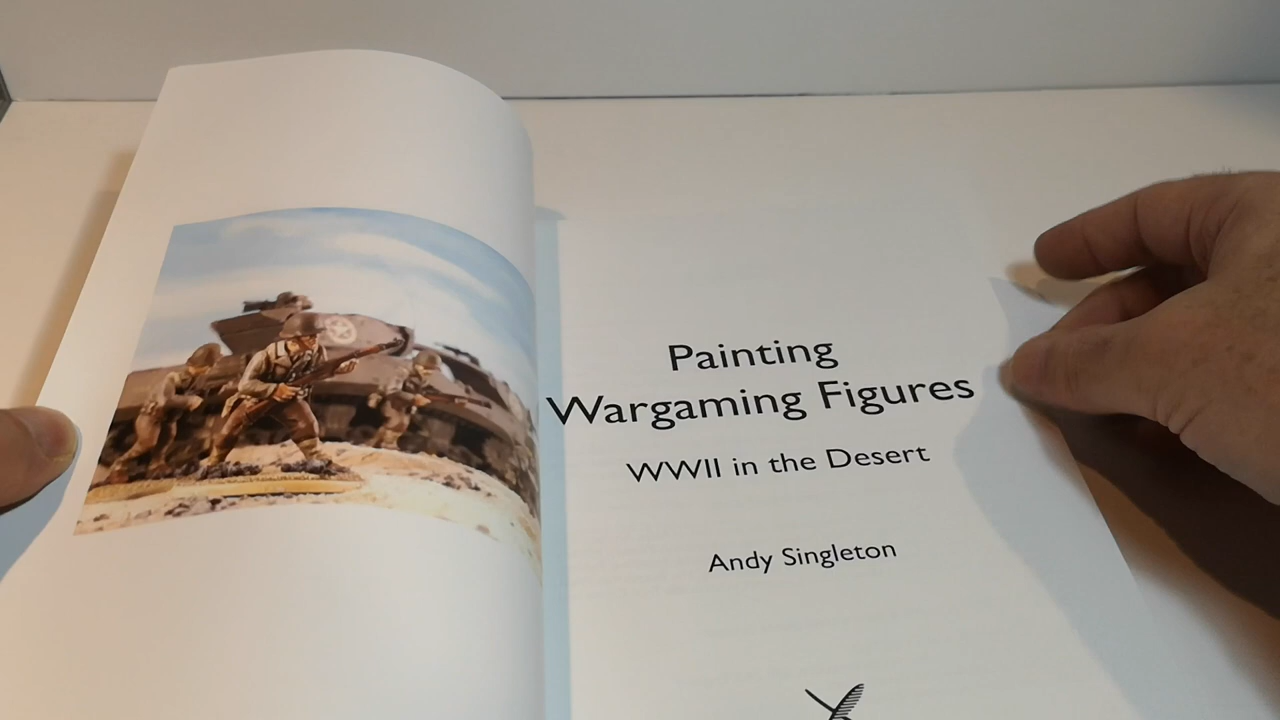 Painting
Wargaming Figures
WWII in the Desert
Andy Singleton